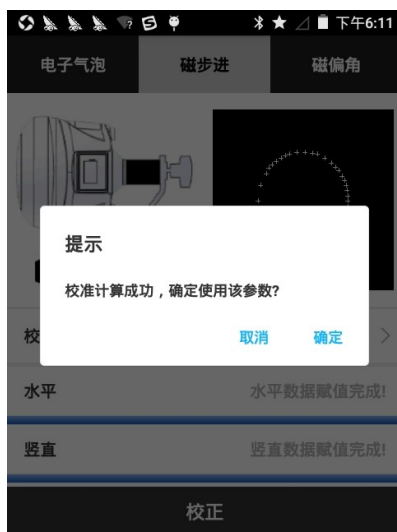 下午6:11
电子气泡 磁步进 磁偏角
提示
校准计算成功，确定使用该参数?
取消 确定
校
水平 水平数据赋值完成!
竖直 竖直数据赋值完成!
校正